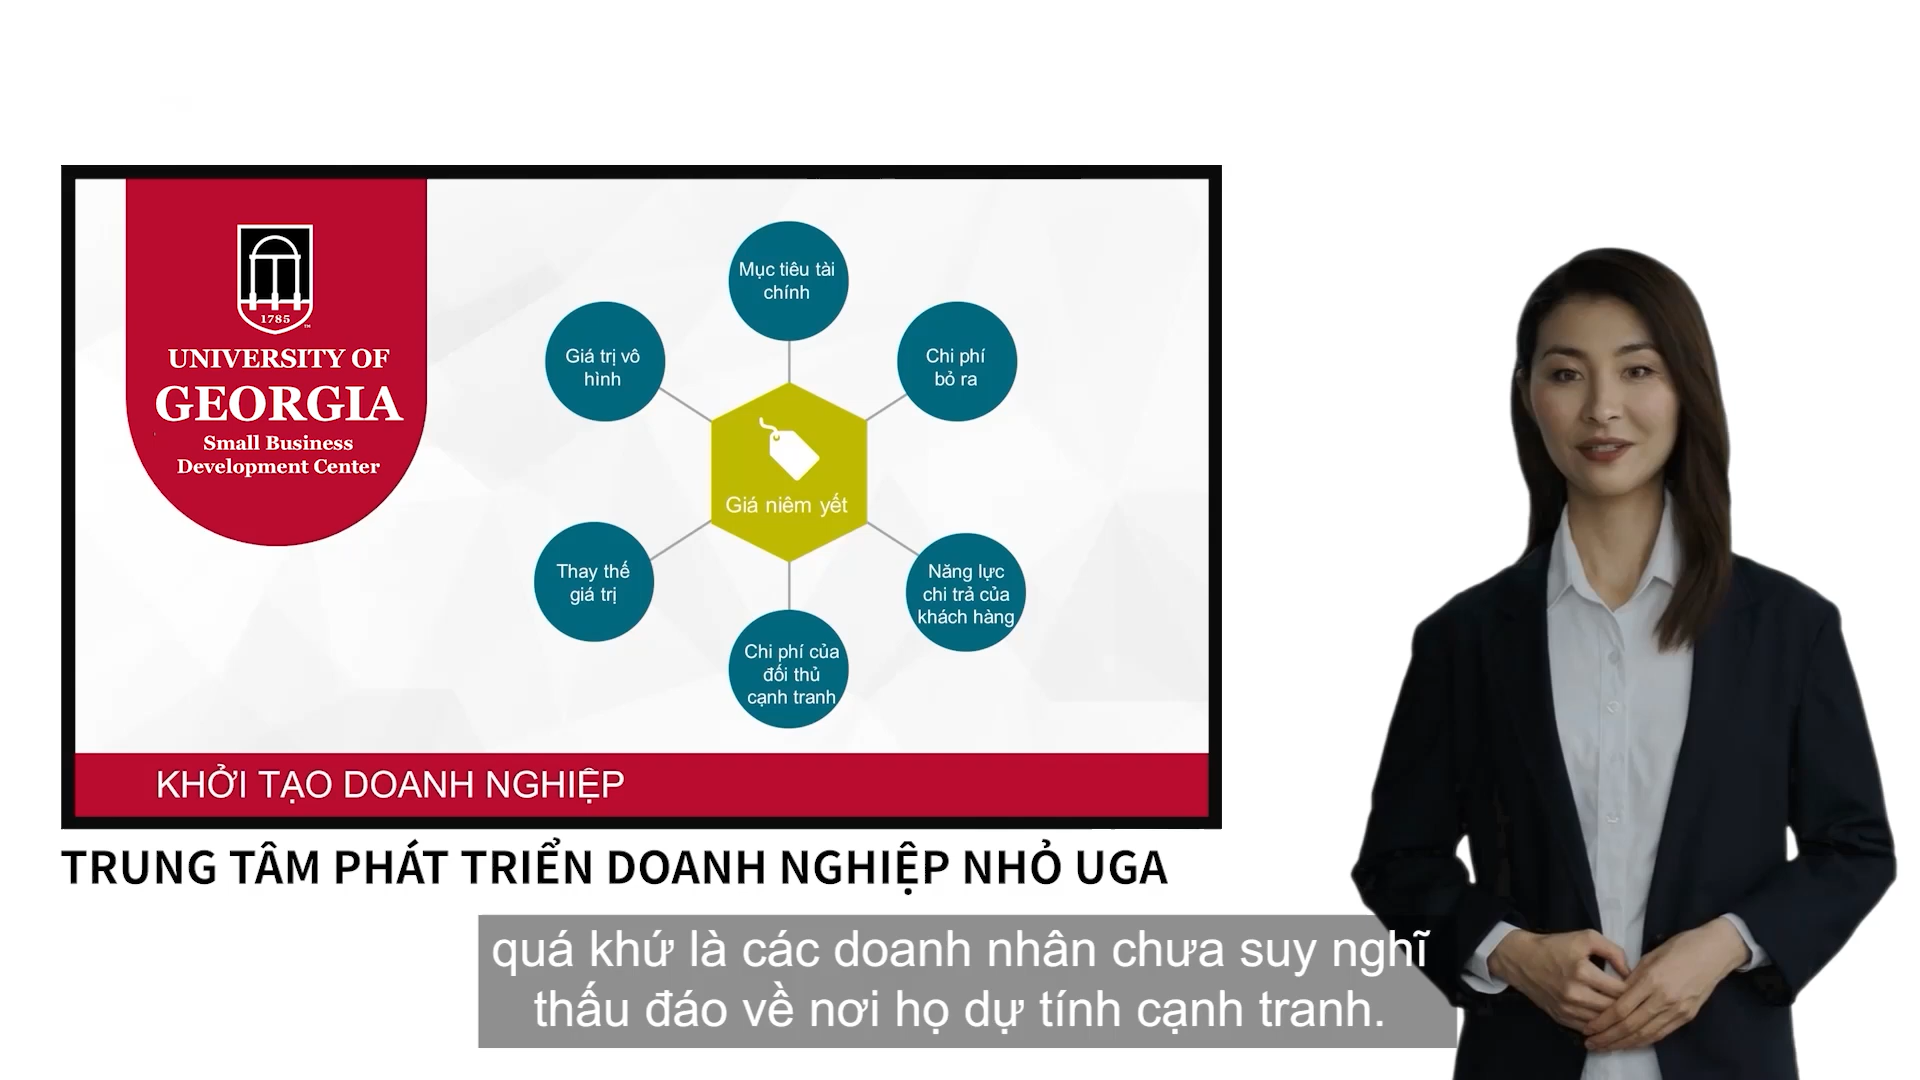 1785
UNIVERSITY OF
GEORGIA
Small Business
Development Center
Mục tiêu tài
chính
Giá trị vô
hình
Chi phí
bỏ ra
Giá niêm yết
Thay thế
giá trị
Năng lực
chi trả của
khách hàng
Chi phí của
đối thủ
cạnh tranh
KHỞI TẠO DOANH NGHIỆP
TRUNG TÂM PHÁT TRIỂN DOANH NGHIỆP NHỎ UGA
quá khứ là các doanh nhân chưa suy nghĩ
thấu đáo về nơi họ dự tính cạnh tranh.